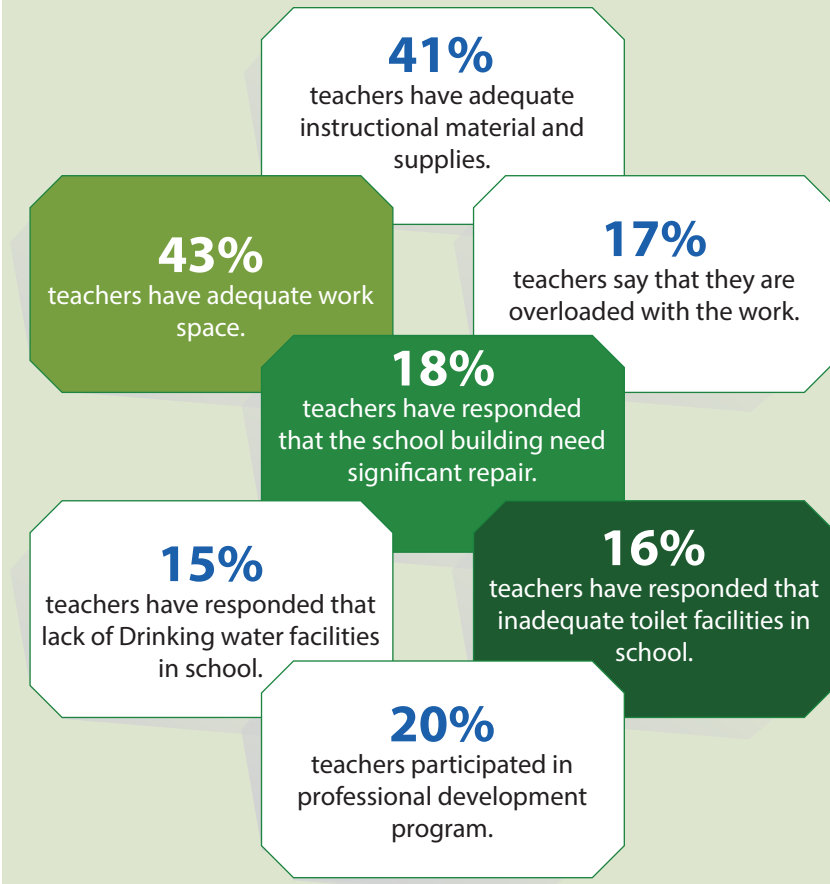 41%
teachers have adequate
instructional material and
supplies.
43%
teachers have adequate work
space.
17%
teachers say that they are
overloaded with the work.
18%
teachers have responded
that the school building need
significant repair.
15%
teachers have responded that
lack of Drinking water facilities
in school.
16%
teachers have responded that
inadequate toilet facilities in
school.
20%
teachers participated in
professional development
program.